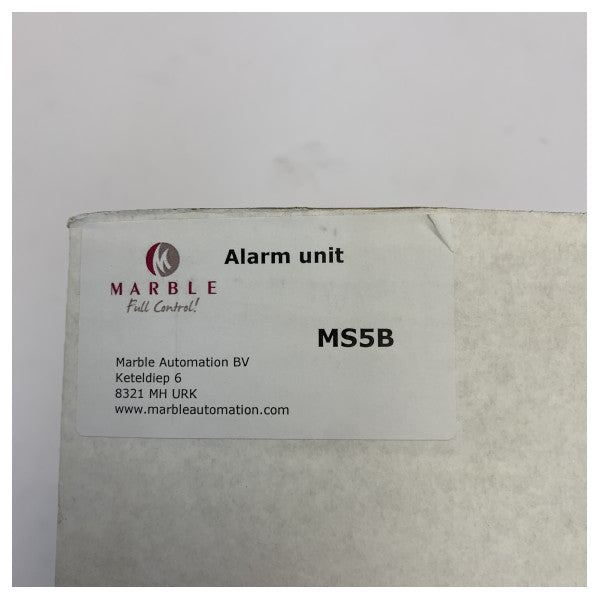 Alarm unit
M
MARBLE
Full Control!
MS5B
Marble Automation BV
Keteldiep 6
8321 MH URK
www.marbleautomation.com